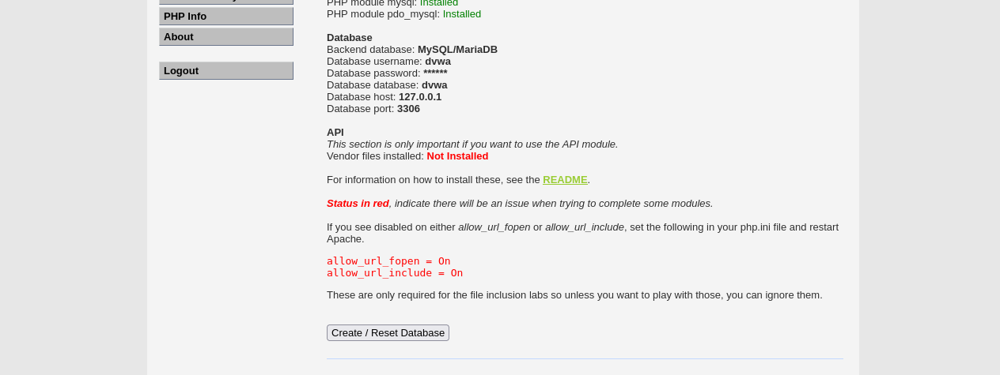 PHP Info
About
Logout
PHP module mysql: Installed
PHP module pdo_mysql: Installed
Database
Backend database: MySQL/MariaDB
Database username: dvwa
Database password: ******
Database database: dvwa
Database host: 127.0.0.1
Database port: 3306
API
This section is only important if you want to use the API module.
Vendor files installed: Not Installed
For information on how to install these, see the README.
Status in red, indicate there will be an issue when trying to complete some modules.
If you see disabled on either allow_url_fopen or allow_url_include, set the following in your php.ini file and restart
Apache.
allow_url_fopen = On
allow_url_include = On
These are only required for the file inclusion labs so unless you want to play with those, you can ignore them.
Create / Reset Database